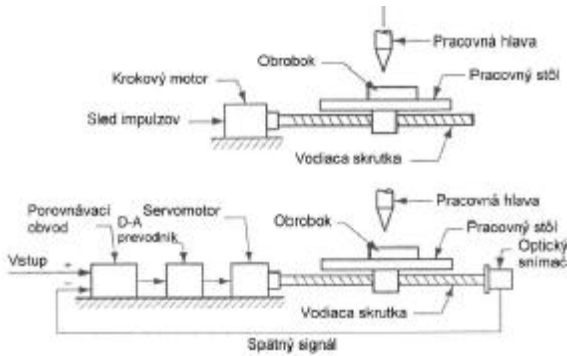 Pracovná hlava
Obrobok
Pracovný stôl
Krokový motor
Sled impulzov
Vodiaca skrutka
Pracovná hlava
Servomotor
Porovnávací
obvod
D-A
prevodník
Obrobok
Pracovný stôl
Optický
snímač
Vstup
+
−
Vodiaca skrutka
Spätný signál